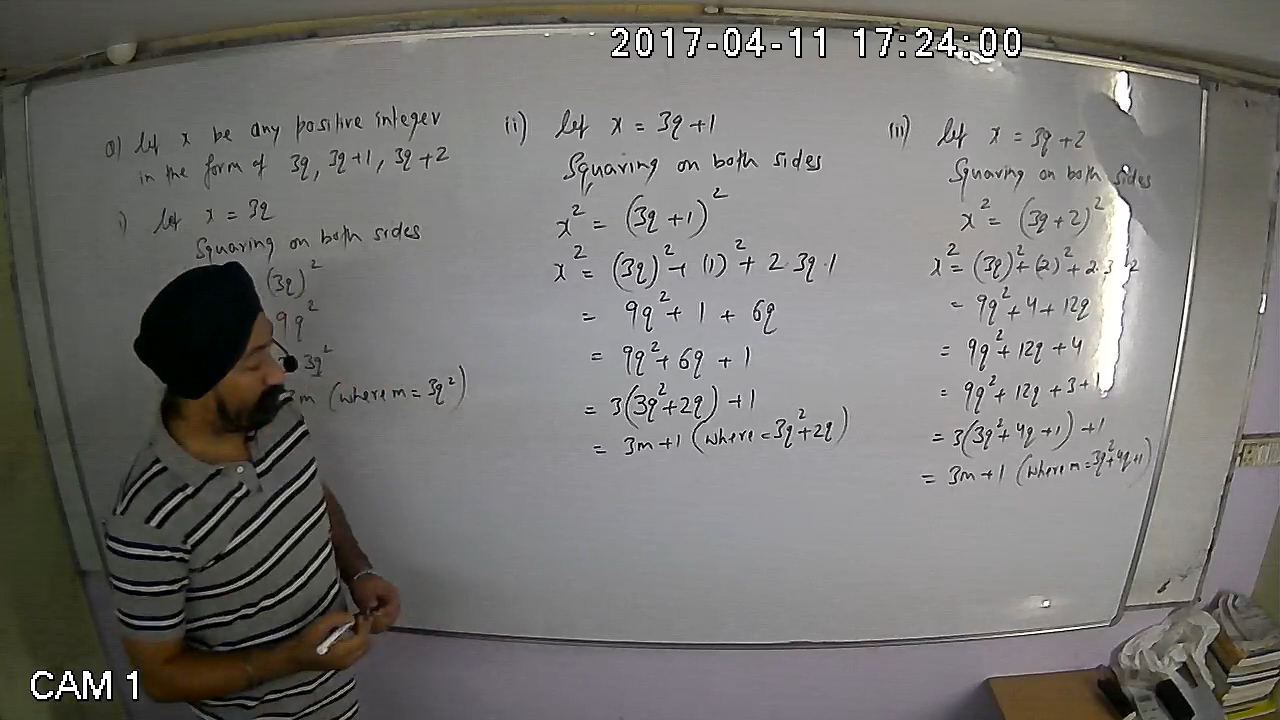 2017-04-11 17:24:00
0) Let x be any positive integer
in the form of 3q, 3q+1, 3q+2
i) let x = 3q
Squaring on both sides
(3q)²
9q²
3q²
m (where m = 3q²)
(ii) Let x = 3q+1
Squaring on both sides
x² = (3q+1)²
x² = (3q)² + (1)² + 2.3q.1
= 9q² + 1 + 6q
= 9q² + 6q + 1
= 3(3q²+2q) + 1
= 3m+1 (where = 3q²+2q)
(ii) Let x = 3q+2
Squaring on both sides
x² = (3q+2)²
x² = (3q)² + (2)² + 2.3 2
= 9q² + 4 + 12q
= 9q² + 12q + 4
= 9q² + 12q + 3 + 1
= 3(3q²+4q+1) + 1
= 3m+1 (where m = 3q²+4q+1)
CAM 1